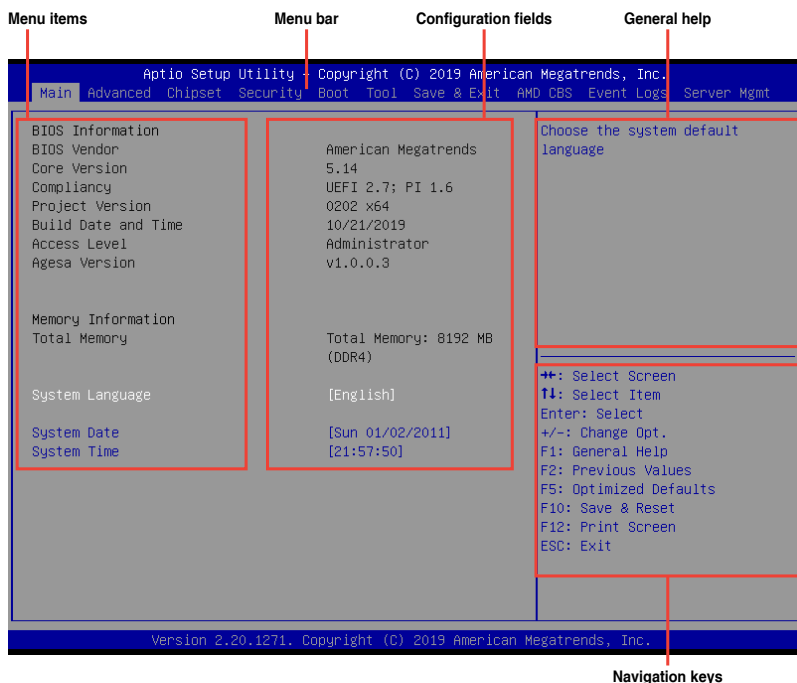 Menu items Menu bar Configuration fields General help
Aptio Setup Utility - Copyright (C) 2019 American Megatrends, Inc.
Main Advanced Chipset Security Boot Tool Save & Exit AMD CBS Event Logs Server Mgmt
BIOS Information
BIOS Vendor American Megatrends
Core Version 5.14
Compliancy UEFI 2.7; PI 1.6
Project Version 0202 x64
Build Date and Time 10/21/2019
Access Level Administrator
Agesa Version v1.0.0.3
Memory Information
Total Memory Total Memory: 8192 MB
(DDR4)
System Language [English]
System Date [Sun 01/02/2011]
System Time [21:57:50]
Choose the system default
language
→←: Select Screen
↑↓: Select Item
Enter: Select
+/-: Change Opt.
F1: General Help
F2: Previous Values
F5: Optimized Defaults
F10: Save & Reset
F12: Print Screen
ESC: Exit
Version 2.20.1271. Copyright (C) 2019 American Megatrends, Inc.
Navigation keys